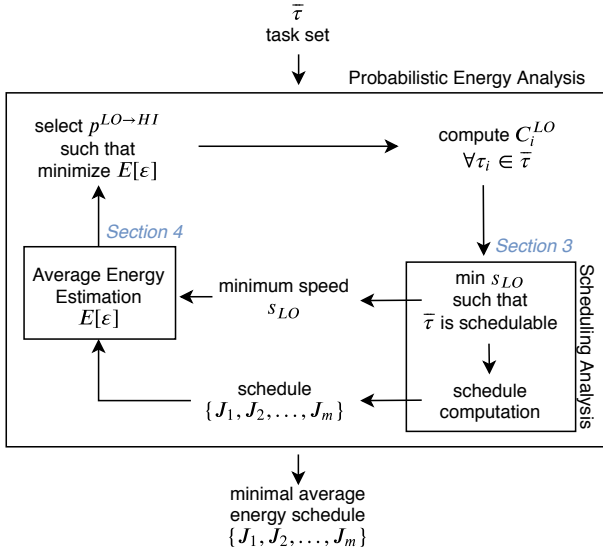 τ̅
task set
Probabilistic Energy Analysis
select p^{LO→HI}
such that
minimize E[ε]
compute C_i^{LO}
∀τ_i ∈ τ̅
Section 4
Section 3
Average Energy
Estimation
E[ε]
minimum speed
s_{LO}
min s_{LO}
such that
τ̅ is schedulable
Scheduling Analysis
schedule
{J_1, J_2, . . . , J_m}
schedule
computation
minimal average
energy schedule
{J_1, J_2, . . . , J_m}